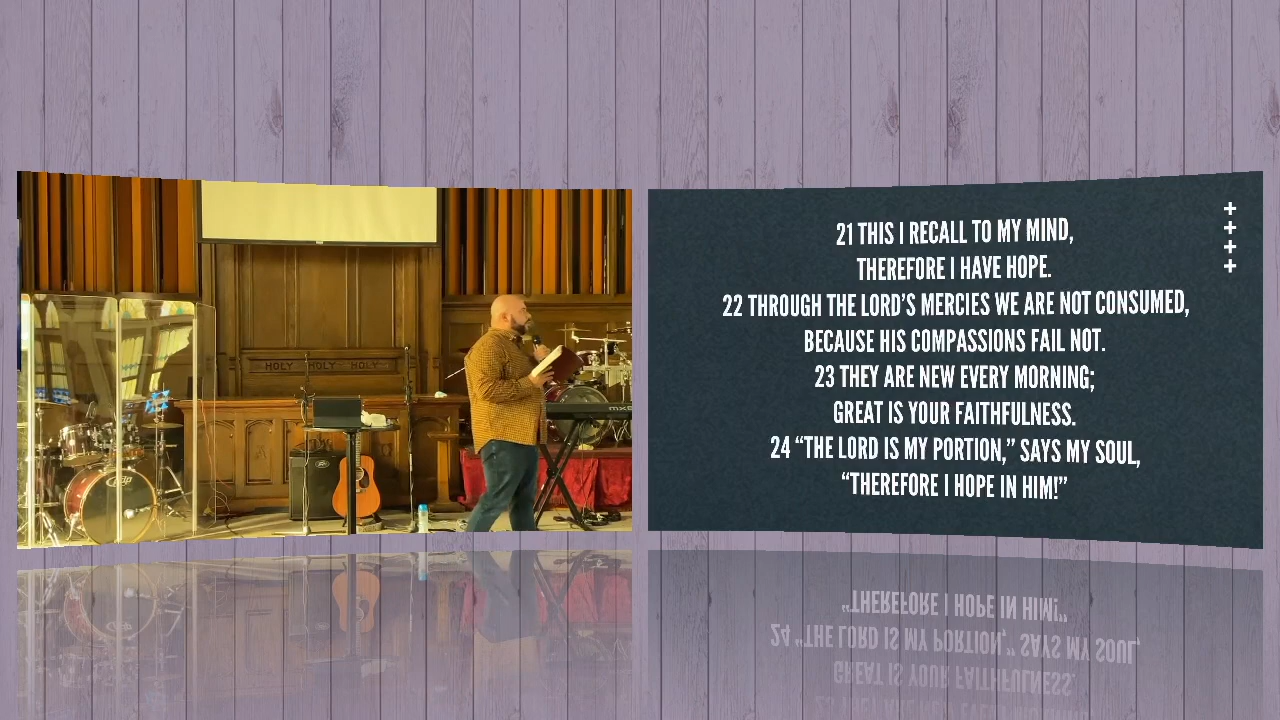 HOLY HOLY HOLY
21 THIS I RECALL TO MY MIND,
THEREFORE I HAVE HOPE.
22 THROUGH THE LORD'S MERCIES WE ARE NOT CONSUMED,
BECAUSE HIS COMPASSIONS FAIL NOT.
23 THEY ARE NEW EVERY MORNING;
GREAT IS YOUR FAITHFULNESS.
24 “THE LORD IS MY PORTION,” SAYS MY SOUL,
“THEREFORE I HOPE IN HIM!”